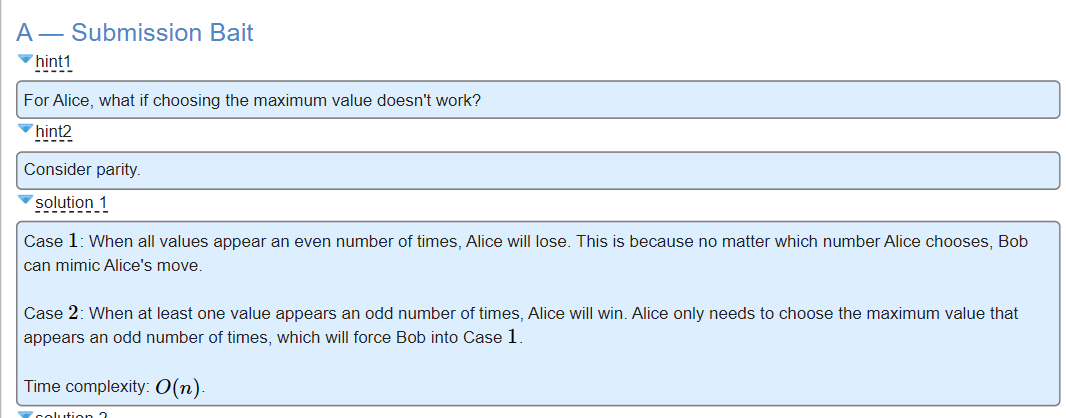 A — Submission Bait
hint1
For Alice, what if choosing the maximum value doesn't work?
hint2
Consider parity.
solution 1
Case 1: When all values appear an even number of times, Alice will lose. This is because no matter which number Alice chooses, Bob
can mimic Alice's move.
Case 2: When at least one value appears an odd number of times, Alice will win. Alice only needs to choose the maximum value that
appears an odd number of times, which will force Bob into Case 1.
Time complexity: O(n).
solution 2